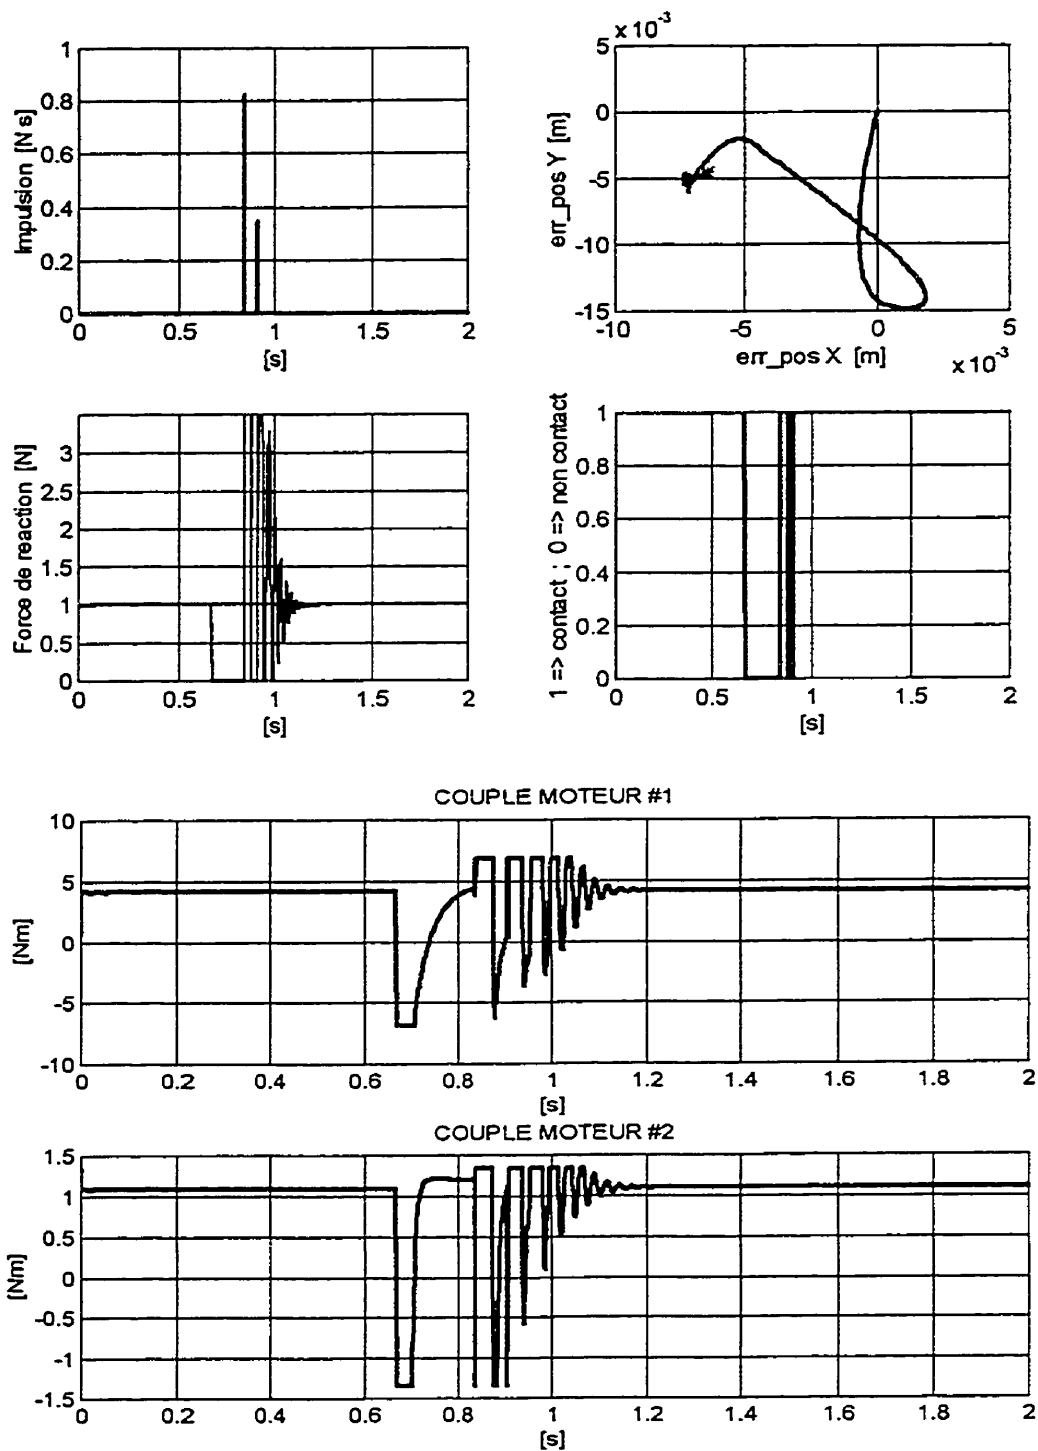 1
0.8
0.6
0.4
0.2
0
Impulsion [N s]
0 0.5 1 1.5 2
[s]
x 10-3
5
0
-5
-10
-15
err_pos Y [m]
-10 -5 0 5
err_pos X [m]
x 10-3
3
2.5
2
1.5
1
0.5
0
Force de reaction [N]
0 0.5 1 1.5 2
[s]
1
0.8
0.6
0.4
0.2
0
1 => contact ; 0 => non contact
0 0.5 1 1.5 2
[s]
COUPLE MOTEUR #1
10
5
0
-5
-10
[Nm]
0 0.2 0.4 0.6 0.8 1 1.2 1.4 1.6 1.8 2
[s]
COUPLE MOTEUR #2
1.5
1
0.5
0
-0.5
-1
-1.5
[Nm]
0 0.2 0.4 0.6 0.8 1 1.2 1.4 1.6 1.8 2
[s]